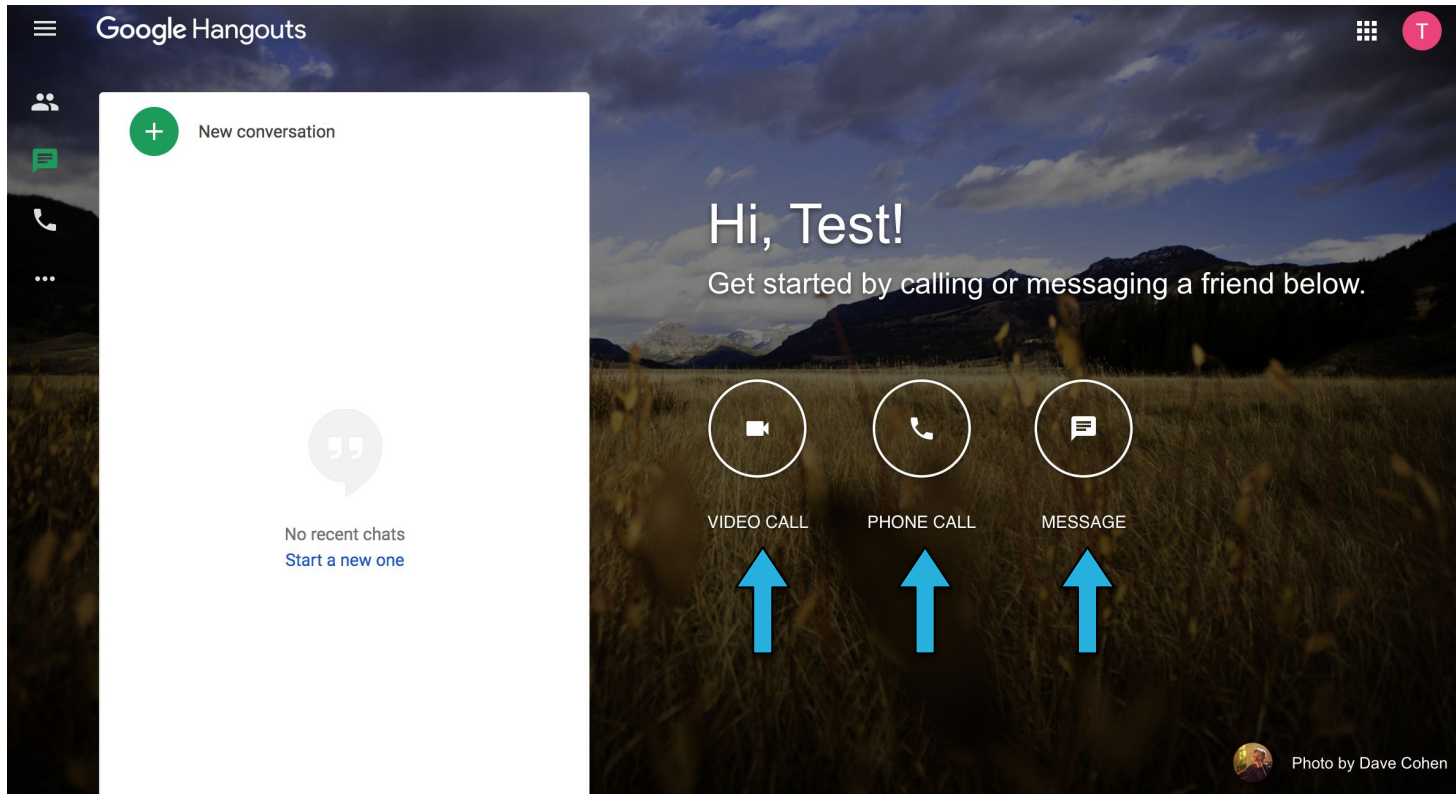 Google Hangouts
T
New conversation
Hi, Test!
Get started by calling or messaging a friend below.
VIDEO CALL
PHONE CALL
MESSAGE
No recent chats
Start a new one
Photo by Dave Cohen